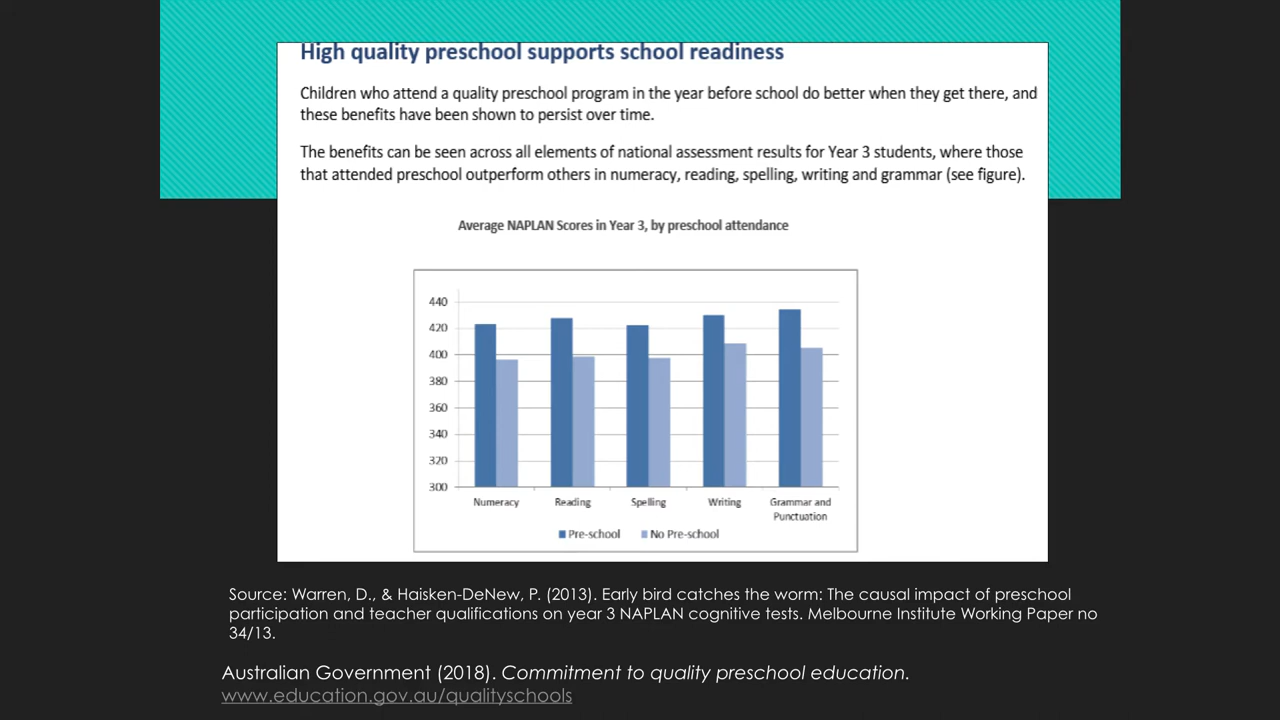 High quality preschool supports school readiness
Children who attend a quality preschool program in the year before school do better when they get there, and
these benefits have been shown to persist over time.
The benefits can be seen across all elements of national assessment results for Year 3 students, where those
that attended preschool outperform others in numeracy, reading, spelling, writing and grammar (see figure).
Average NAPLAN Scores in Year 3, by preschool attendance
440
420
400
380
360
340
320
300
Numeracy Reading Spelling Writing Grammar and
Punctuation
Pre-school No Pre-school
Source: Warren, D., & Haisken-DeNew, P. (2013). Early bird catches the worm: The causal impact of preschool
participation and teacher qualifications on year 3 NAPLAN cognitive tests. Melbourne Institute Working Paper no
34/13.
Australian Government (2018). Commitment to quality preschool education.
www.education.gov.au/qualityschools